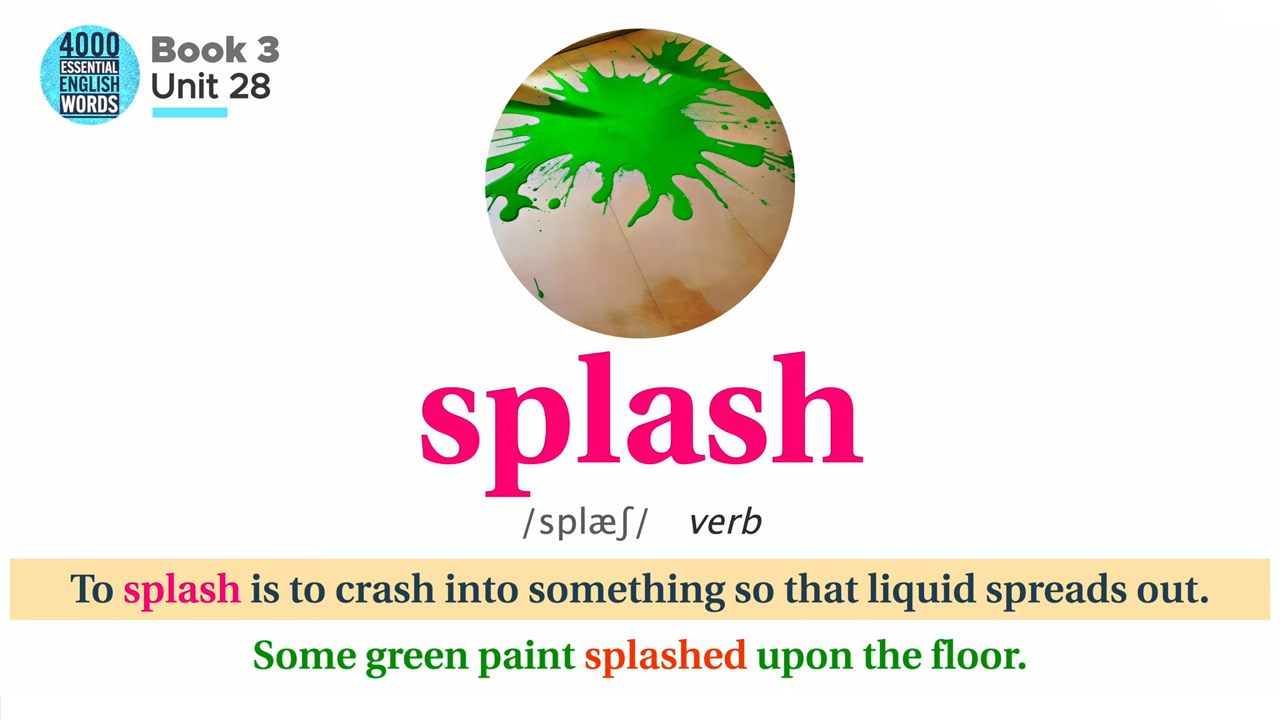 4000
ESSENTIAL
ENGLISH
WORDS
Book 3
Unit 28
splash
/splæʃ/ verb
To splash is to crash into something so that liquid spreads out.
Some green paint splashed upon the floor.